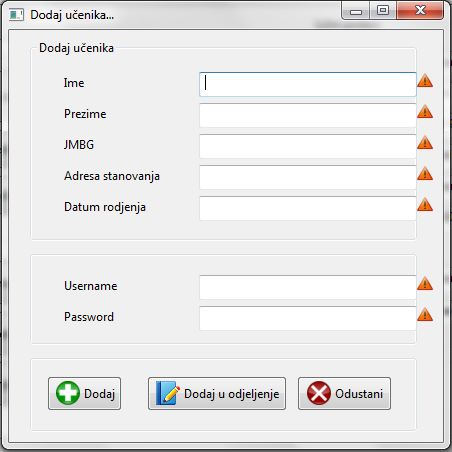 Dodaj učenika...
Dodaj učenika
Ime
Prezime
JMBG
Adresa stanovanja
Datum rodjenja
Username
Password
Dodaj
Dodaj u odjeljenje
Odustani